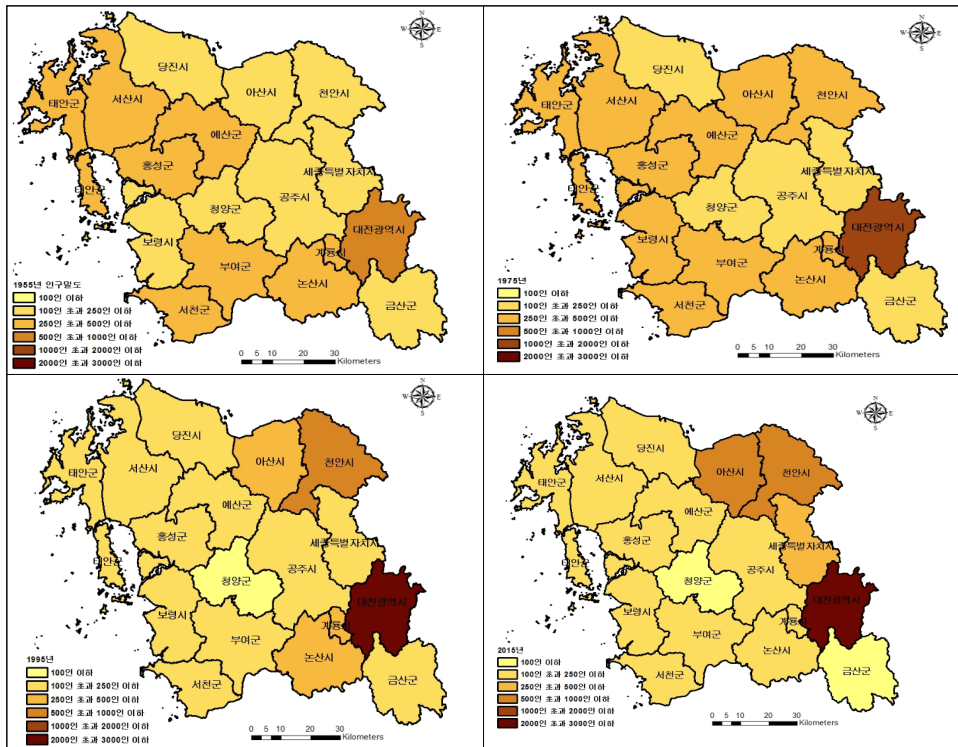 N
W E
S
당진시
아산시
천안시
태안군
서산시
예산군
홍성군
세종특별자치시
태안군
공주시
청양군
대전광역시
보령시
계룡시
부여군
논산시
금산군
서천군
1955년 인구밀도
100인 이하
100인 초과 250인 이하
250인 초과 500인 이하
500인 초과 1000인 이하
1000인 초과 2000인 이하
2000인 초과 3000인 이하
0 5 10 20 30
Kilometers
N
W E
S
당진시
아산시
천안시
태안군
서산시
예산군
홍성군
세종특별자치시
태안군
공주시
청양군
대전광역시
보령시
계룡시
부여군
논산시
금산군
서천군
1975년
100인 이하
100인 초과 250인 이하
250인 초과 500인 이하
500인 초과 1000인 이하
1000인 초과 2000인 이하
2000인 초과 3000인 이하
0 5 10 20 30
Kilometers
N
W E
S
당진시
아산시
천안시
태안군
서산시
예산군
홍성군
세종특별자치시
태안군
공주시
청양군
대전광역시
보령시
계룡시
부여군
논산시
금산군
서천군
1995년
100인 이하
100인 초과 250인 이하
250인 초과 500인 이하
500인 초과 1000인 이하
1000인 초과 2000인 이하
2000인 초과 3000인 이하
0 5 10 20 30
Kilometers
N
W E
S
당진시
아산시
천안시
태안군
서산시
예산군
홍성군
세종특별자치시
태안군
공주시
청양군
대전광역시
보령시
계룡시
부여군
논산시
금산군
서천군
2015년
100인 이하
100인 초과 250인 이하
250인 초과 500인 이하
500인 초과 1000인 이하
1000인 초과 2000인 이하
2000인 초과 3000인 이하
0 5 10 20 30
Kilometers